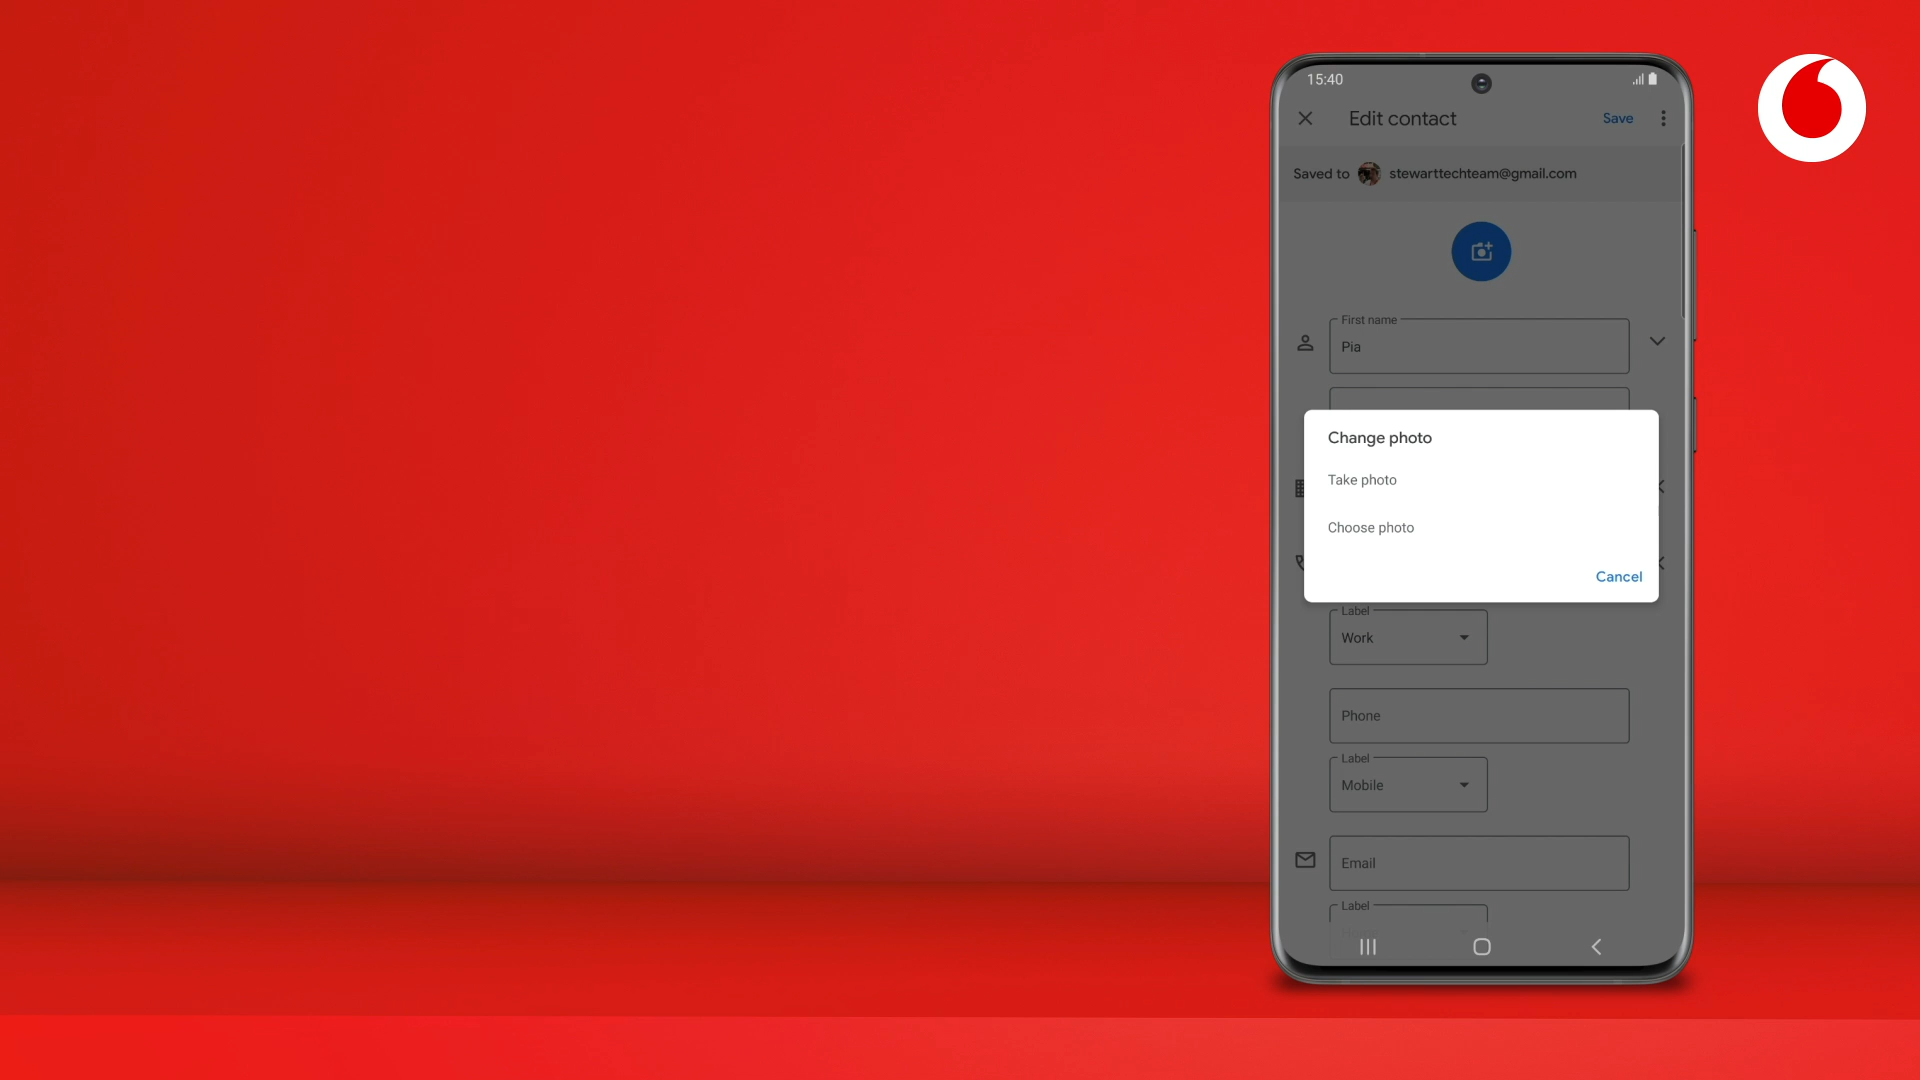 15:40
Edit contact
Save
Saved to
stewarttechteam@gmail.com
First name
Pia
Change photo
Take photo
Choose photo
Cancel
Label
Work
Phone
Label
Mobile
Email
Label